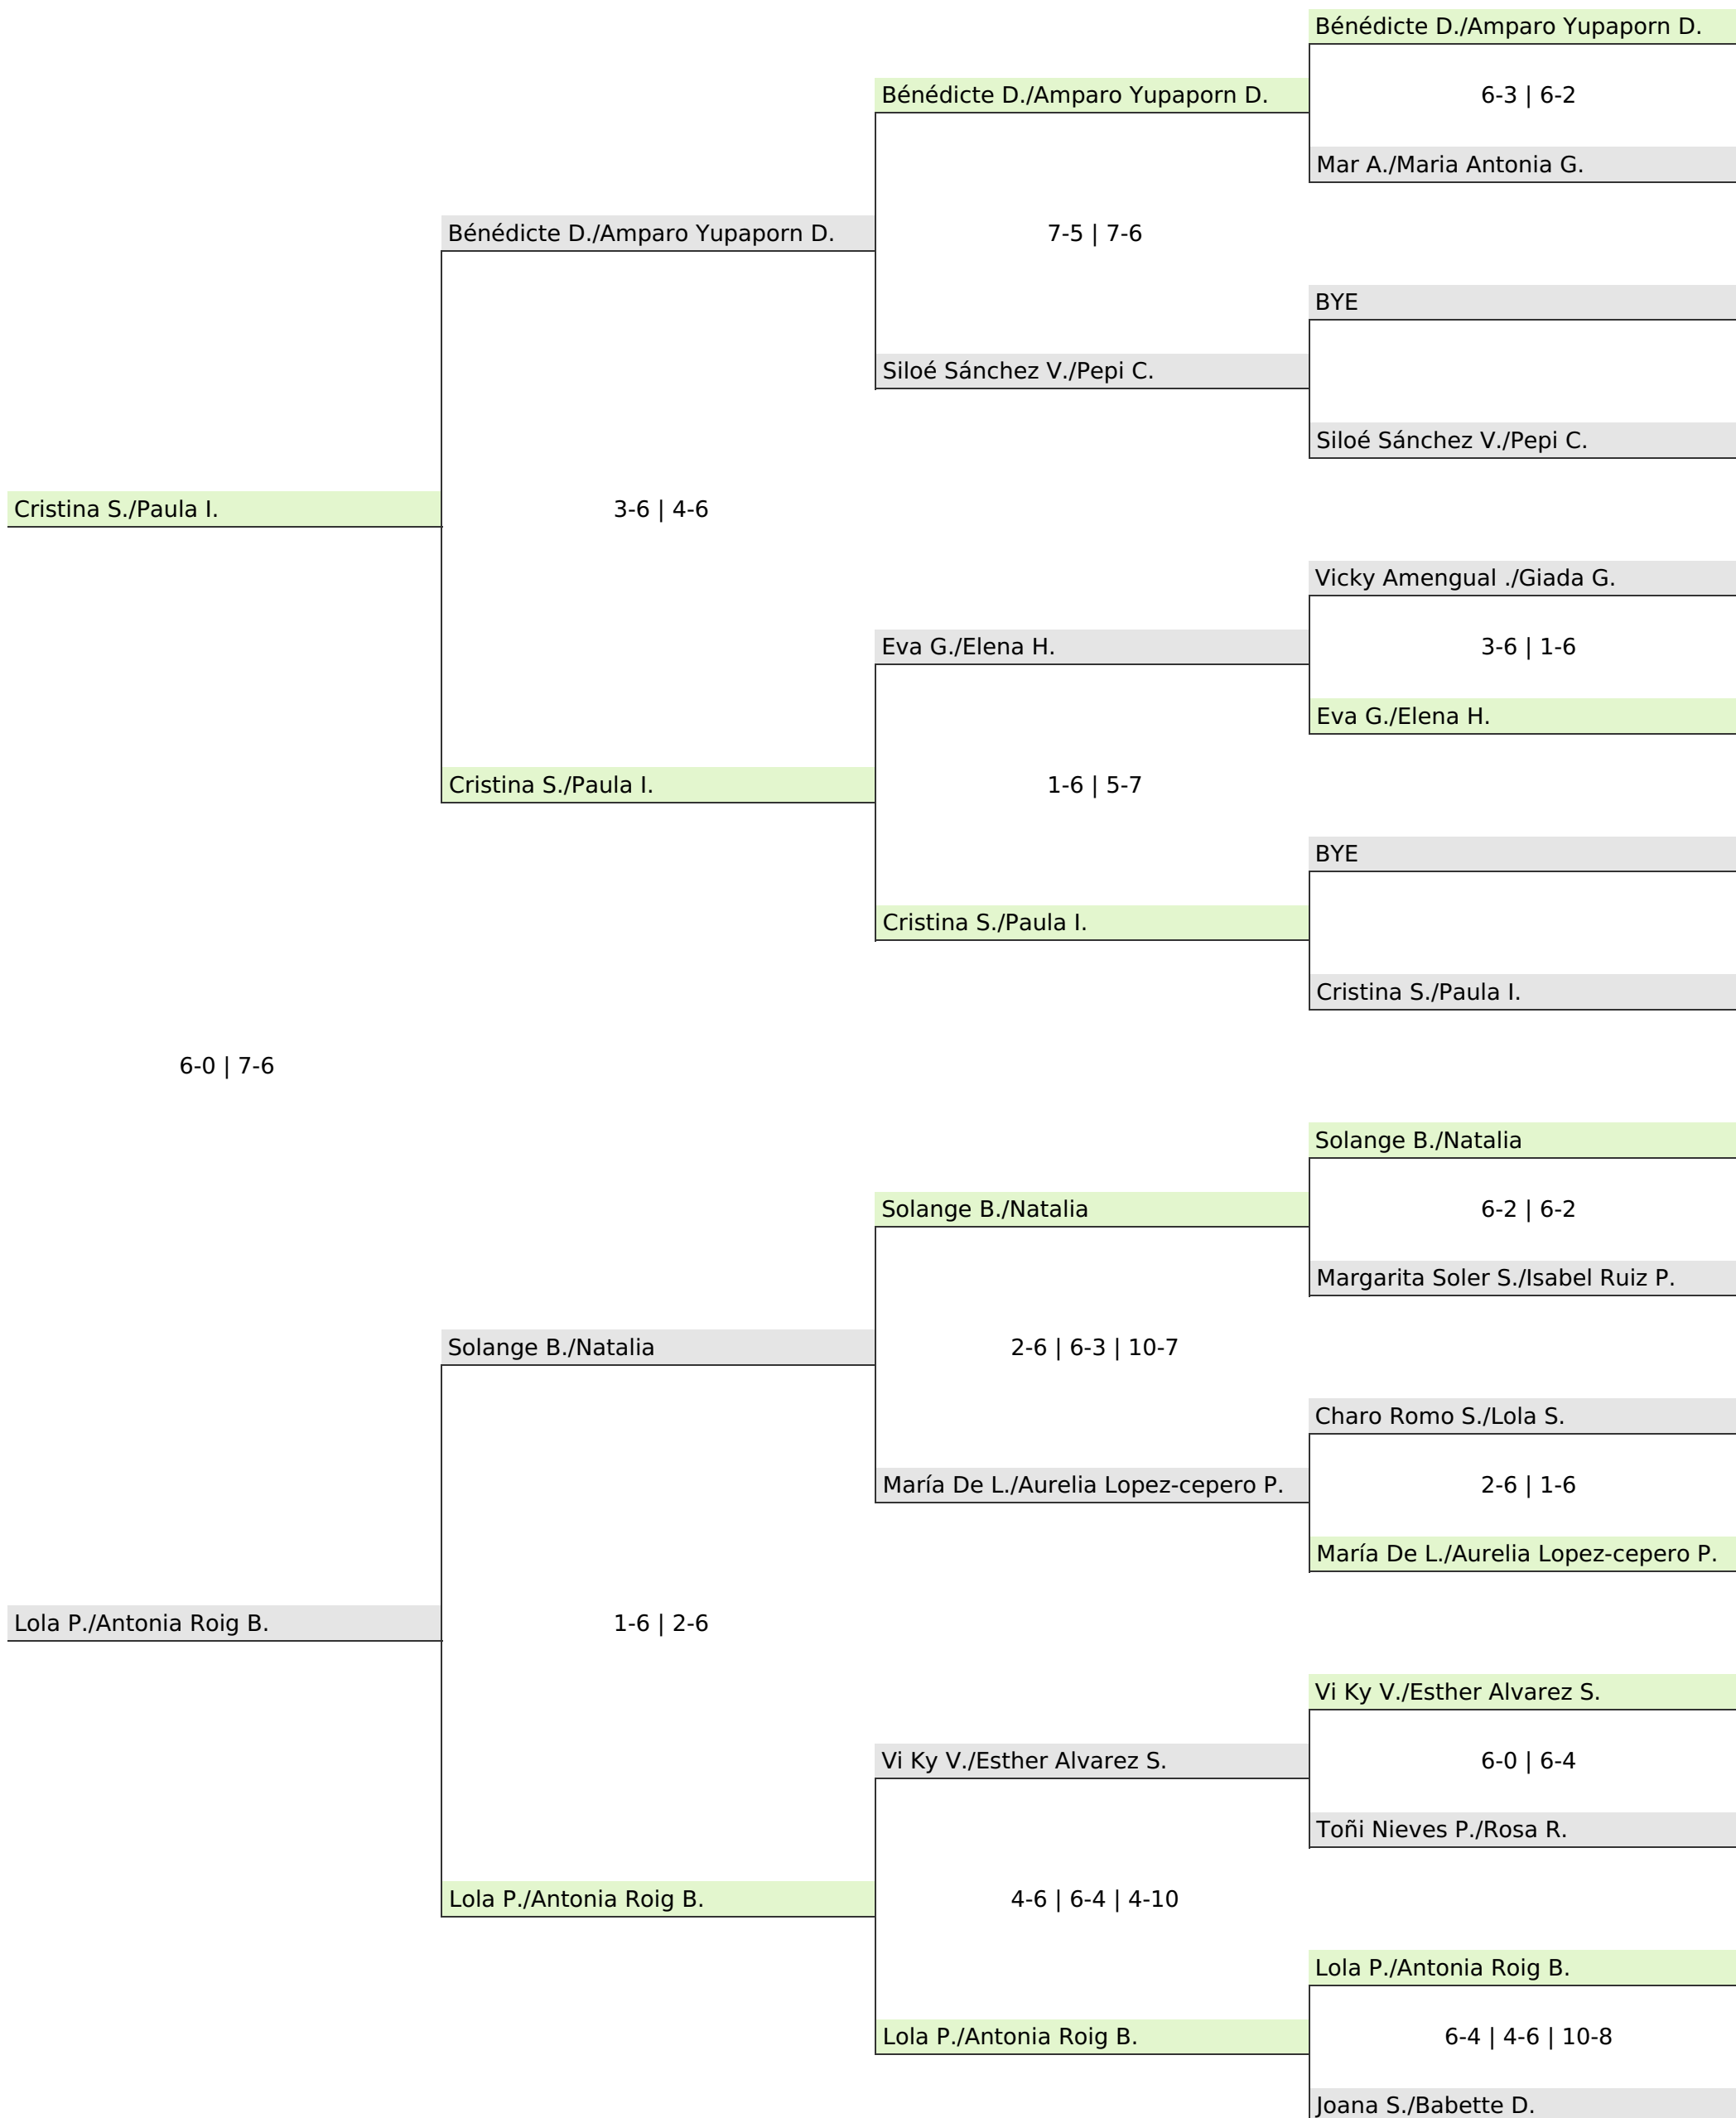 Bénédicte D./Amparo Yupaporn D.
Bénédicte D./Amparo Yupaporn D.
6-3 | 6-2
Mar A./Maria Antonia G.
Bénédicte D./Amparo Yupaporn D.
7-5 | 7-6
BYE
Siloé Sánchez V./Pepi C.
Siloé Sánchez V./Pepi C.
Cristina S./Paula I.
3-6 | 4-6
Vicky Amengual ./Giada G.
Eva G./Elena H.
3-6 | 1-6
Eva G./Elena H.
Cristina S./Paula I.
1-6 | 5-7
BYE
Cristina S./Paula I.
Cristina S./Paula I.
6-0 | 7-6
Solange B./Natalia
Solange B./Natalia
6-2 | 6-2
Margarita Soler S./Isabel Ruiz P.
Solange B./Natalia
2-6 | 6-3 | 10-7
Charo Romo S./Lola S.
María De L./Aurelia Lopez-cepero P.
2-6 | 1-6
María De L./Aurelia Lopez-cepero P.
Lola P./Antonia Roig B.
1-6 | 2-6
Vi Ky V./Esther Alvarez S.
Vi Ky V./Esther Alvarez S.
6-0 | 6-4
Toñi Nieves P./Rosa R.
Lola P./Antonia Roig B.
4-6 | 6-4 | 4-10
Lola P./Antonia Roig B.
Lola P./Antonia Roig B.
6-4 | 4-6 | 10-8
Joana S./Babette D.